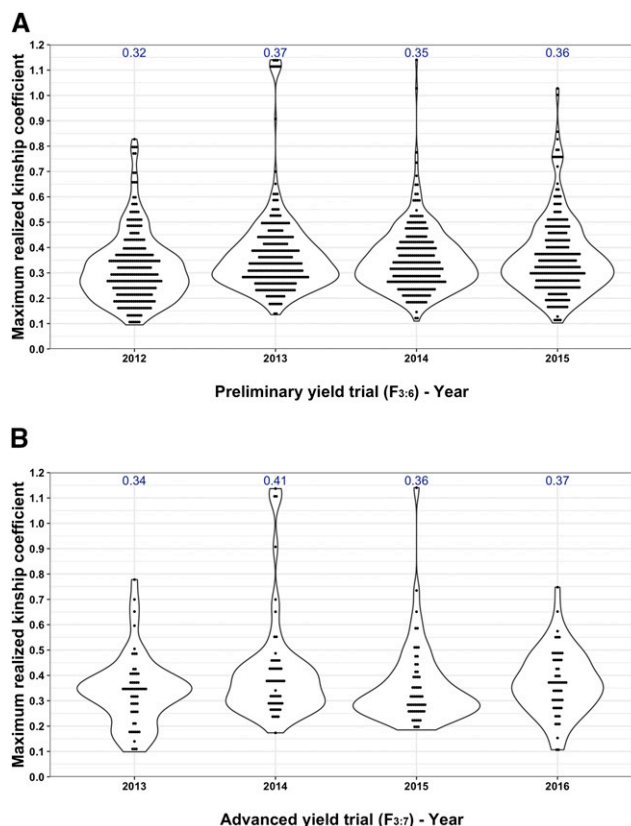 A
0.32 0.37 0.35 0.36
Maximum realized kinship coefficient
1.2
1.1
1.0
0.9
0.8
0.7
0.6
0.5
0.4
0.3
0.2
0.1
0.0
2012 2013 2014 2015
Preliminary yield trial (F3:6) - Year
B
0.34 0.41 0.36 0.37
Maximum realized kinship coefficient
1.2
1.1
1.0
0.9
0.8
0.7
0.6
0.5
0.4
0.3
0.2
0.1
0.0
2013 2014 2015 2016
Advanced yield trial (F3:7) - Year